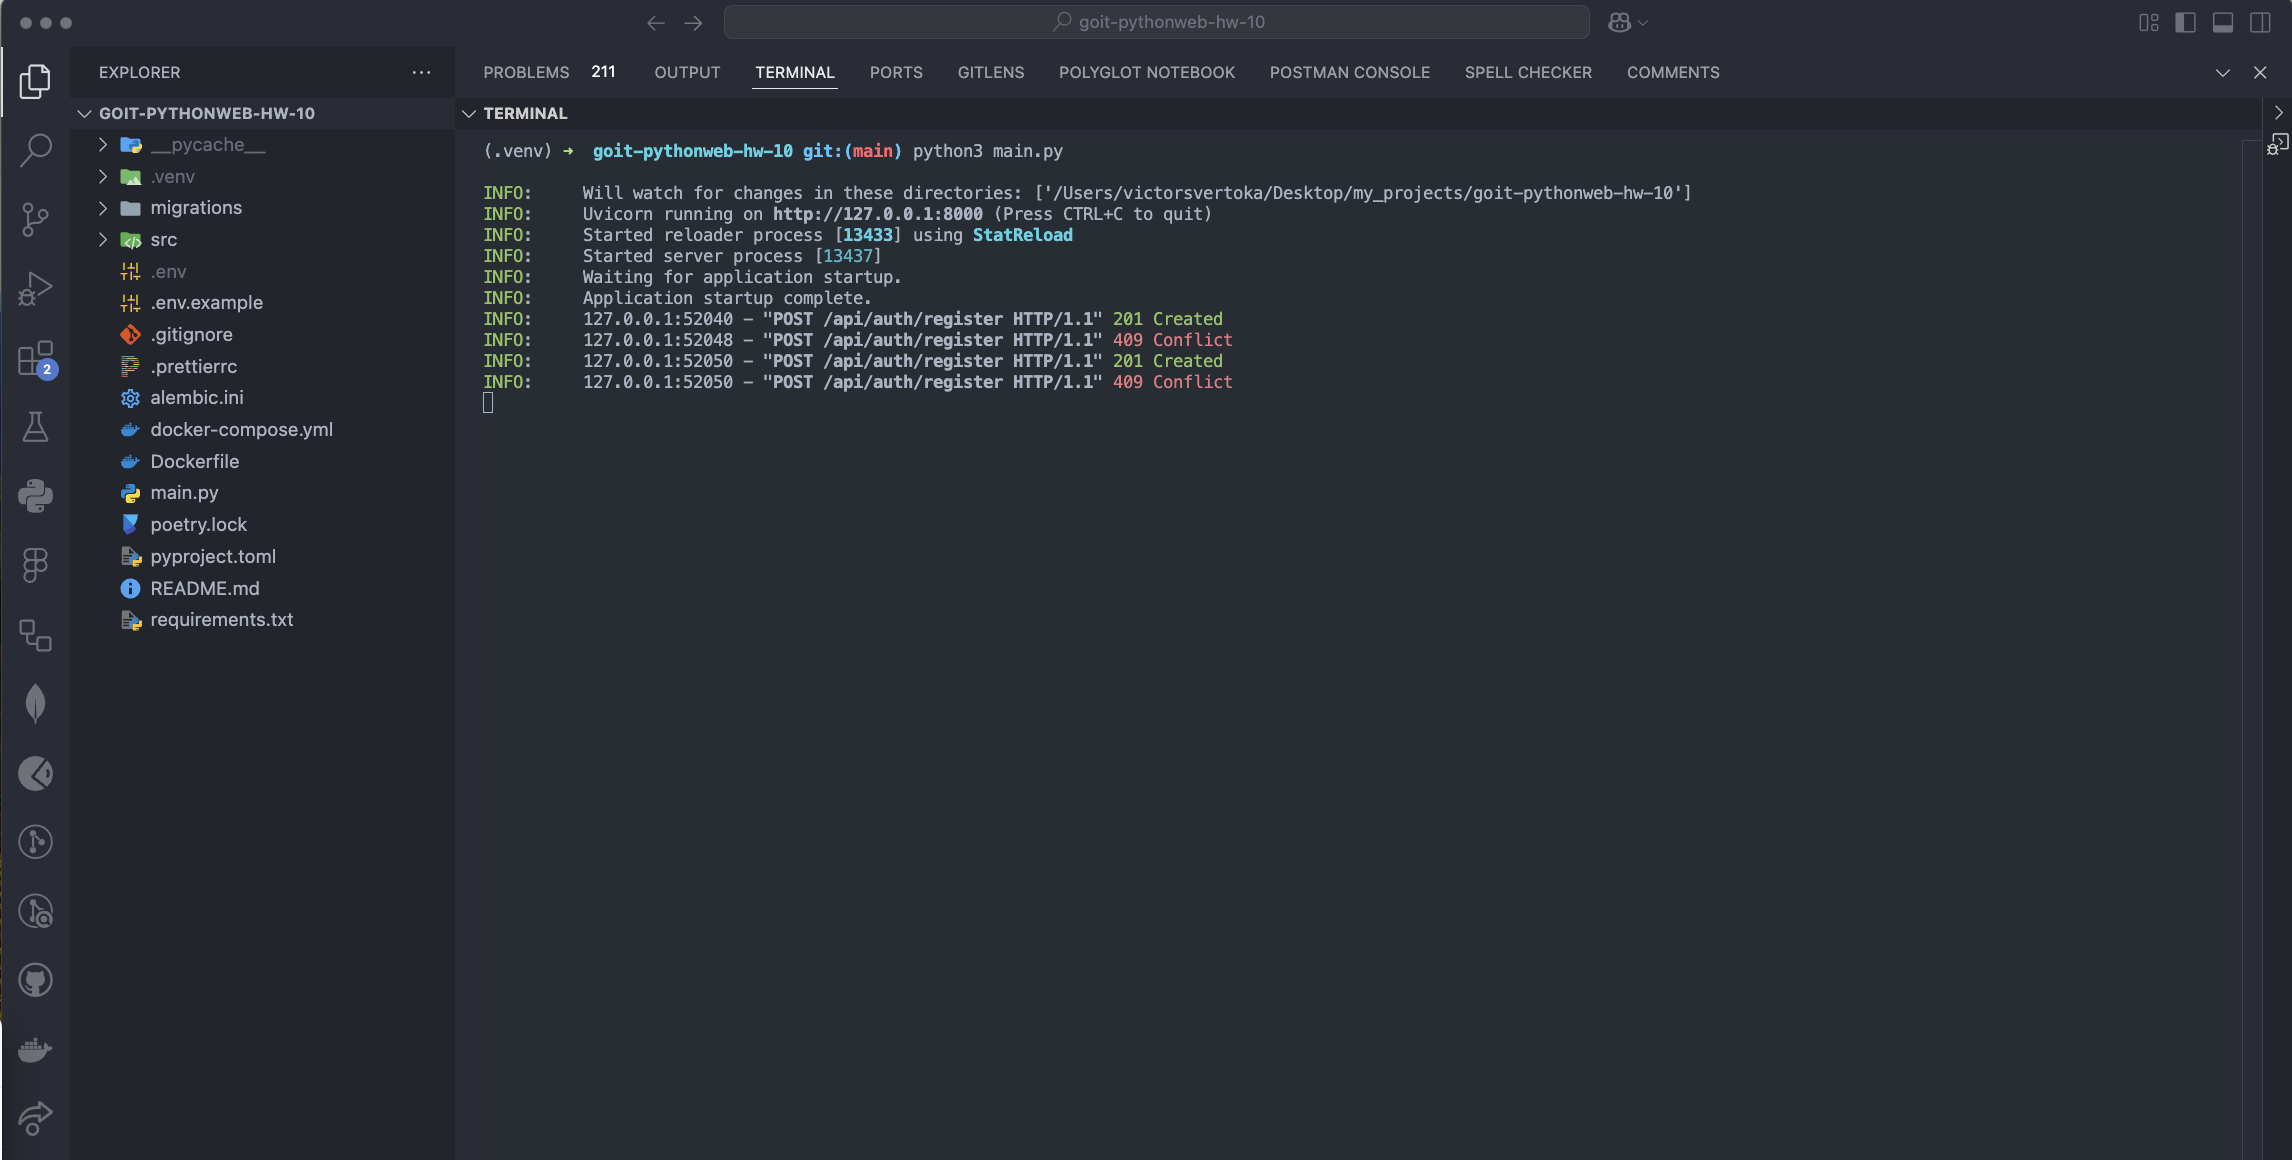 goit-pythonweb-hw-10
EXPLORER
PROBLEMS 211 OUTPUT TERMINAL PORTS GITLENS POLYGLOT NOTEBOOK POSTMAN CONSOLE SPELL CHECKER COMMENTS
GOIT-PYTHONWEB-HW-10
__pycache__
.venv
migrations
src
.env
.env.example
.gitignore
.prettierrc
alembic.ini
docker-compose.yml
Dockerfile
main.py
poetry.lock
pyproject.toml
README.md
requirements.txt
2
TERMINAL
(.venv) ➜ goit-pythonweb-hw-10 git:(main) python3 main.py
INFO: Will watch for changes in these directories: ['/Users/victorsvertoka/Desktop/my_projects/goit-pythonweb-hw-10']
INFO: Uvicorn running on http://127.0.0.1:8000 (Press CTRL+C to quit)
INFO: Started reloader process [13433] using StatReload
INFO: Started server process [13437]
INFO: Waiting for application startup.
INFO: Application startup complete.
INFO: 127.0.0.1:52040 - "POST /api/auth/register HTTP/1.1" 201 Created
INFO: 127.0.0.1:52048 - "POST /api/auth/register HTTP/1.1" 409 Conflict
INFO: 127.0.0.1:52050 - "POST /api/auth/register HTTP/1.1" 201 Created
INFO: 127.0.0.1:52050 - "POST /api/auth/register HTTP/1.1" 409 Conflict